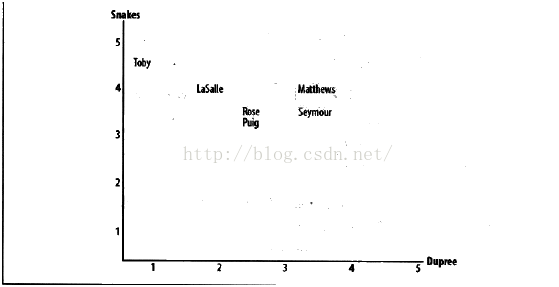 Snakes
5
Toby
4
LaSalle
Matthews
Rose
Seymour
Puig
3
http://blog.csdn.net/
2
1
Dupree
1
2
3
4
5